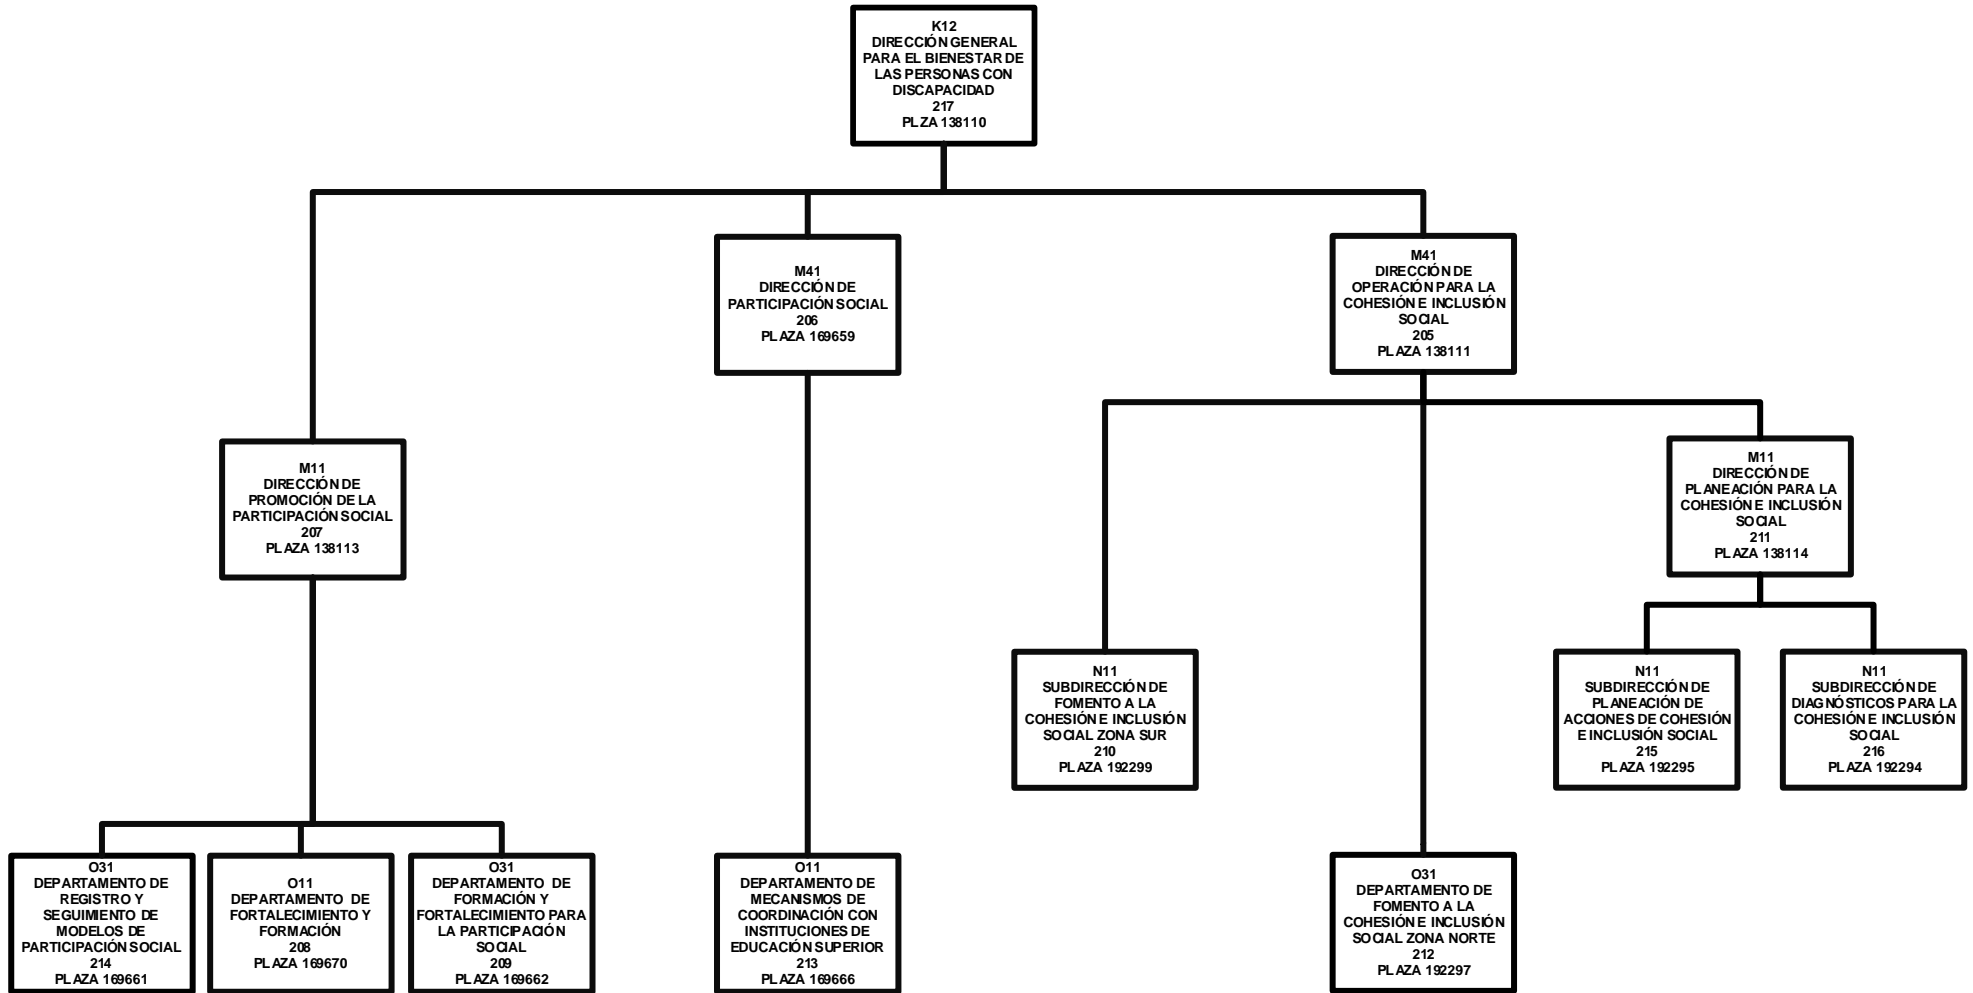 K12
DIRECCIÓN GENERAL
PARA EL BIENESTAR DE
LAS PERSONAS CON
DISCAPACIDAD
217
PLZA 138110
M41
DIRECCIÓN DE
PARTICIPACIÓN SOCIAL
206
PLAZA 169659
M41
DIRECCIÓN DE
OPERACIÓN PARA LA
COHESIÓN E INCLUSIÓN
SOCIAL
205
PLAZA 138111
M11
DIRECCIÓN DE
PROMOCIÓN DE LA
PARTICIPACIÓN SOCIAL
207
PLAZA 138113
M11
DIRECCIÓN DE
PLANEACIÓN PARA LA
COHESIÓN E INCLUSIÓN
SOCIAL
211
PLAZA 138114
N11
SUBDIRECCIÓN DE
FOMENTO A LA
COHESIÓN E INCLUSIÓN
SOCIAL ZONA SUR
210
PLAZA 192299
N11
SUBDIRECCIÓN DE
PLANEACIÓN DE
ACCIONES DE COHESIÓN
E INCLUSIÓN SOCIAL
215
PLAZA 192295
N11
SUBDIRECCIÓN DE
DIAGNÓSTICOS PARA LA
COHESIÓN E INCLUSIÓN
SOCIAL
216
PLAZA 192294
O31
DEPARTAMENTO DE
REGISTRO Y
SEGUIMIENTO DE
MODELOS DE
PARTICIPACIÓN SOCIAL
214
PLAZA 169661
O11
DEPARTAMENTO DE
FORTALECIMIENTO Y
FORMACIÓN
208
PLAZA 169670
O31
DEPARTAMENTO DE
FORMACIÓN Y
FORTALECIMIENTO PARA
LA PARTICIPACIÓN
SOCIAL
209
PLAZA 169662
O11
DEPARTAMENTO DE
MECANISMOS DE
COORDINACIÓN CON
INSTITUCIONES DE
EDUCACIÓN SUPERIOR
213
PLAZA 169666
O31
DEPARTAMENTO DE
FOMENTO A LA
COHESIÓN E INCLUSIÓN
SOCIAL ZONA NORTE
212
PLAZA 192297